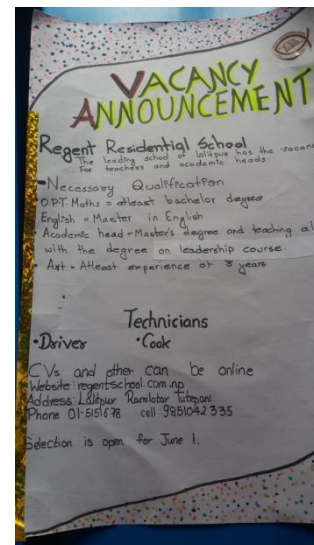 VACANCY
ANNOUNCEMENT
Regent Residential School
The leading school of lalitpur has the vacan
For teachers and academic heads.
Necessary Qualification
O.P.T Maths = atleast bachelor degree
English = Master in English
Academic head = Master's degree and teaching al
with the degree on leadership course.
• Art - Atleast experience of 8 years
Technicians
•Driver •Cook
CVs and other can be online
Website: regentschool.com.np
Address: Lalitpur Ramilotar Tutepani
Phone 01-5151678 cell: 9851042335
Selection is open for June 1.